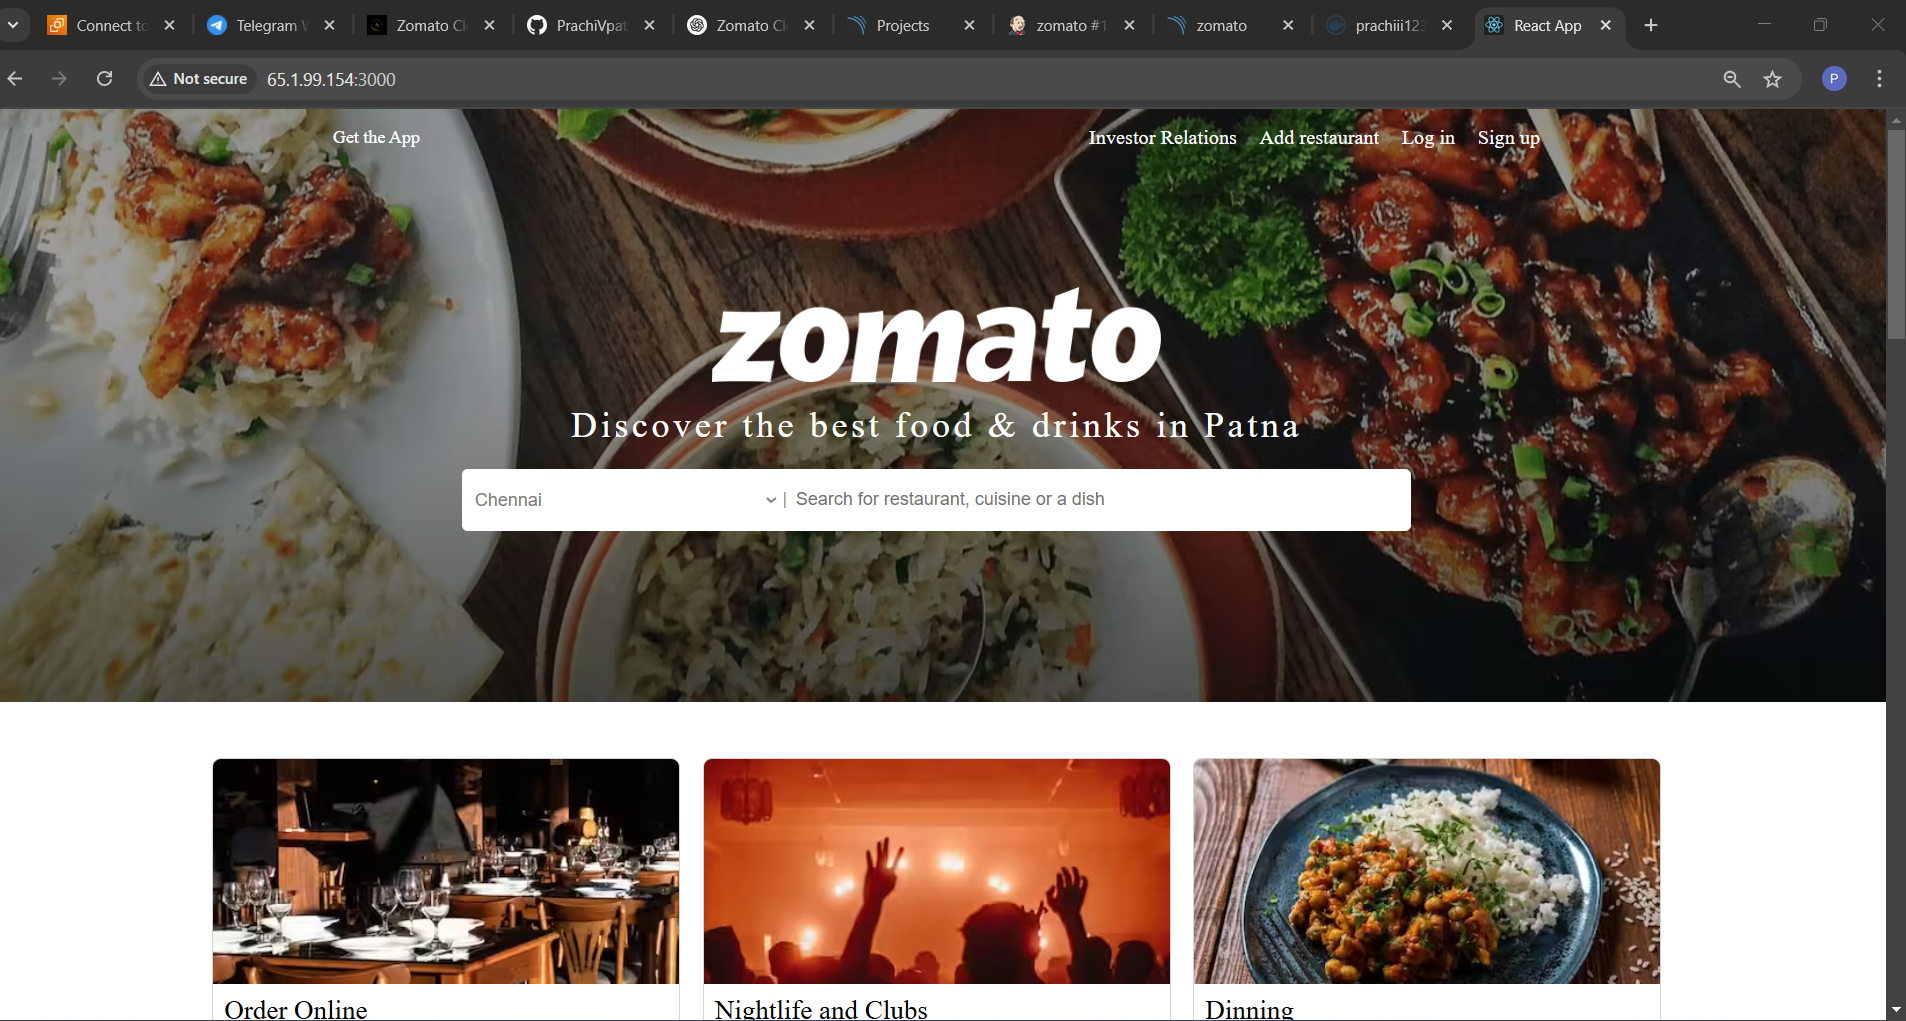 Connect to
Telegram
Zomato Cl
PrachiVpat
Zomato Cl
Projects
zomato #1
zomato
prachiii123
React App
Not secure
65.1.99.154:3000
P
Get the App
Investor Relations
Add restaurant
Log in
Sign up
zomato
Discover the best food & drinks in Patna
Chennai
| Search for restaurant, cuisine or a dish
Order Online
Nightlife and Clubs
Dinning